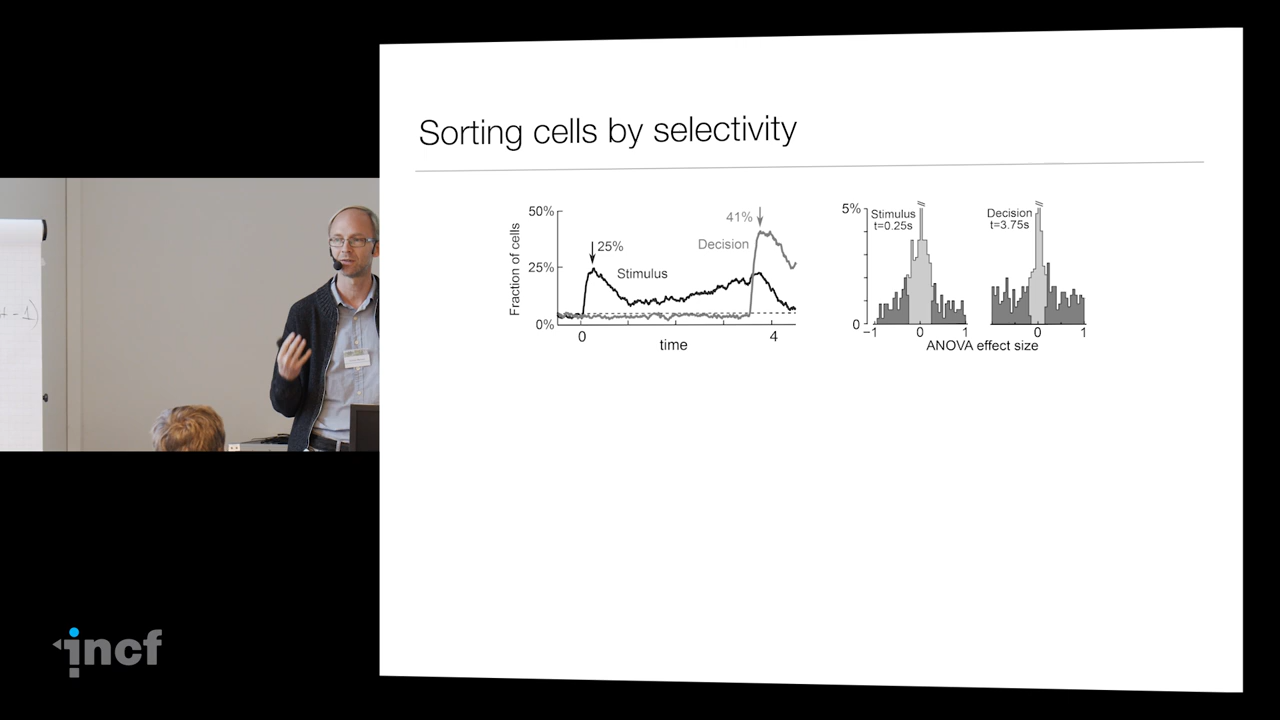 Sorting cells by selectivity
50%
25%
0%
Fraction of cells
25%
Stimulus
41%
Decision
0
time
4
5%
0
Stimulus
t=0.25s
Decision
t=3.75s
−1
0
1
0
1
ANOVA effect size
incf